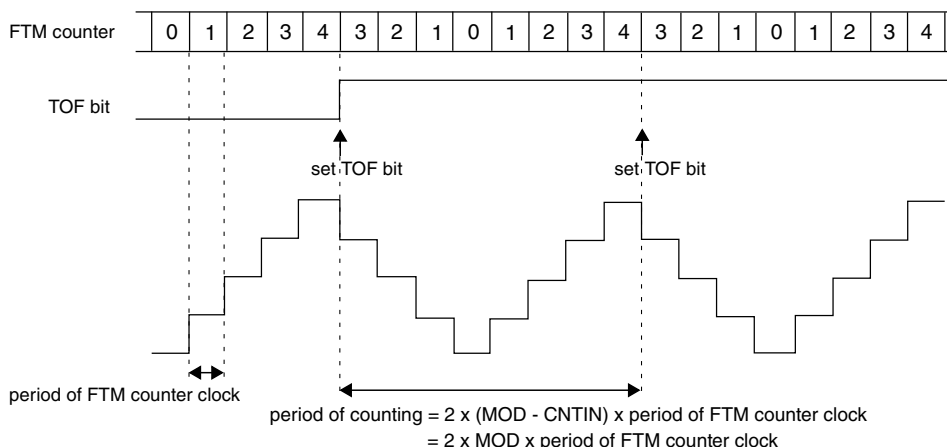 FTM counter 0 1 2 3 4 3 2 1 0 1 2 3 4 3 2 1 0 1 2 3 4
TOF bit
set TOF bit set TOF bit
period of FTM counter clock
period of counting = 2 x (MOD - CNTIN) x period of FTM counter clock
= 2 x MOD x period of FTM counter clock